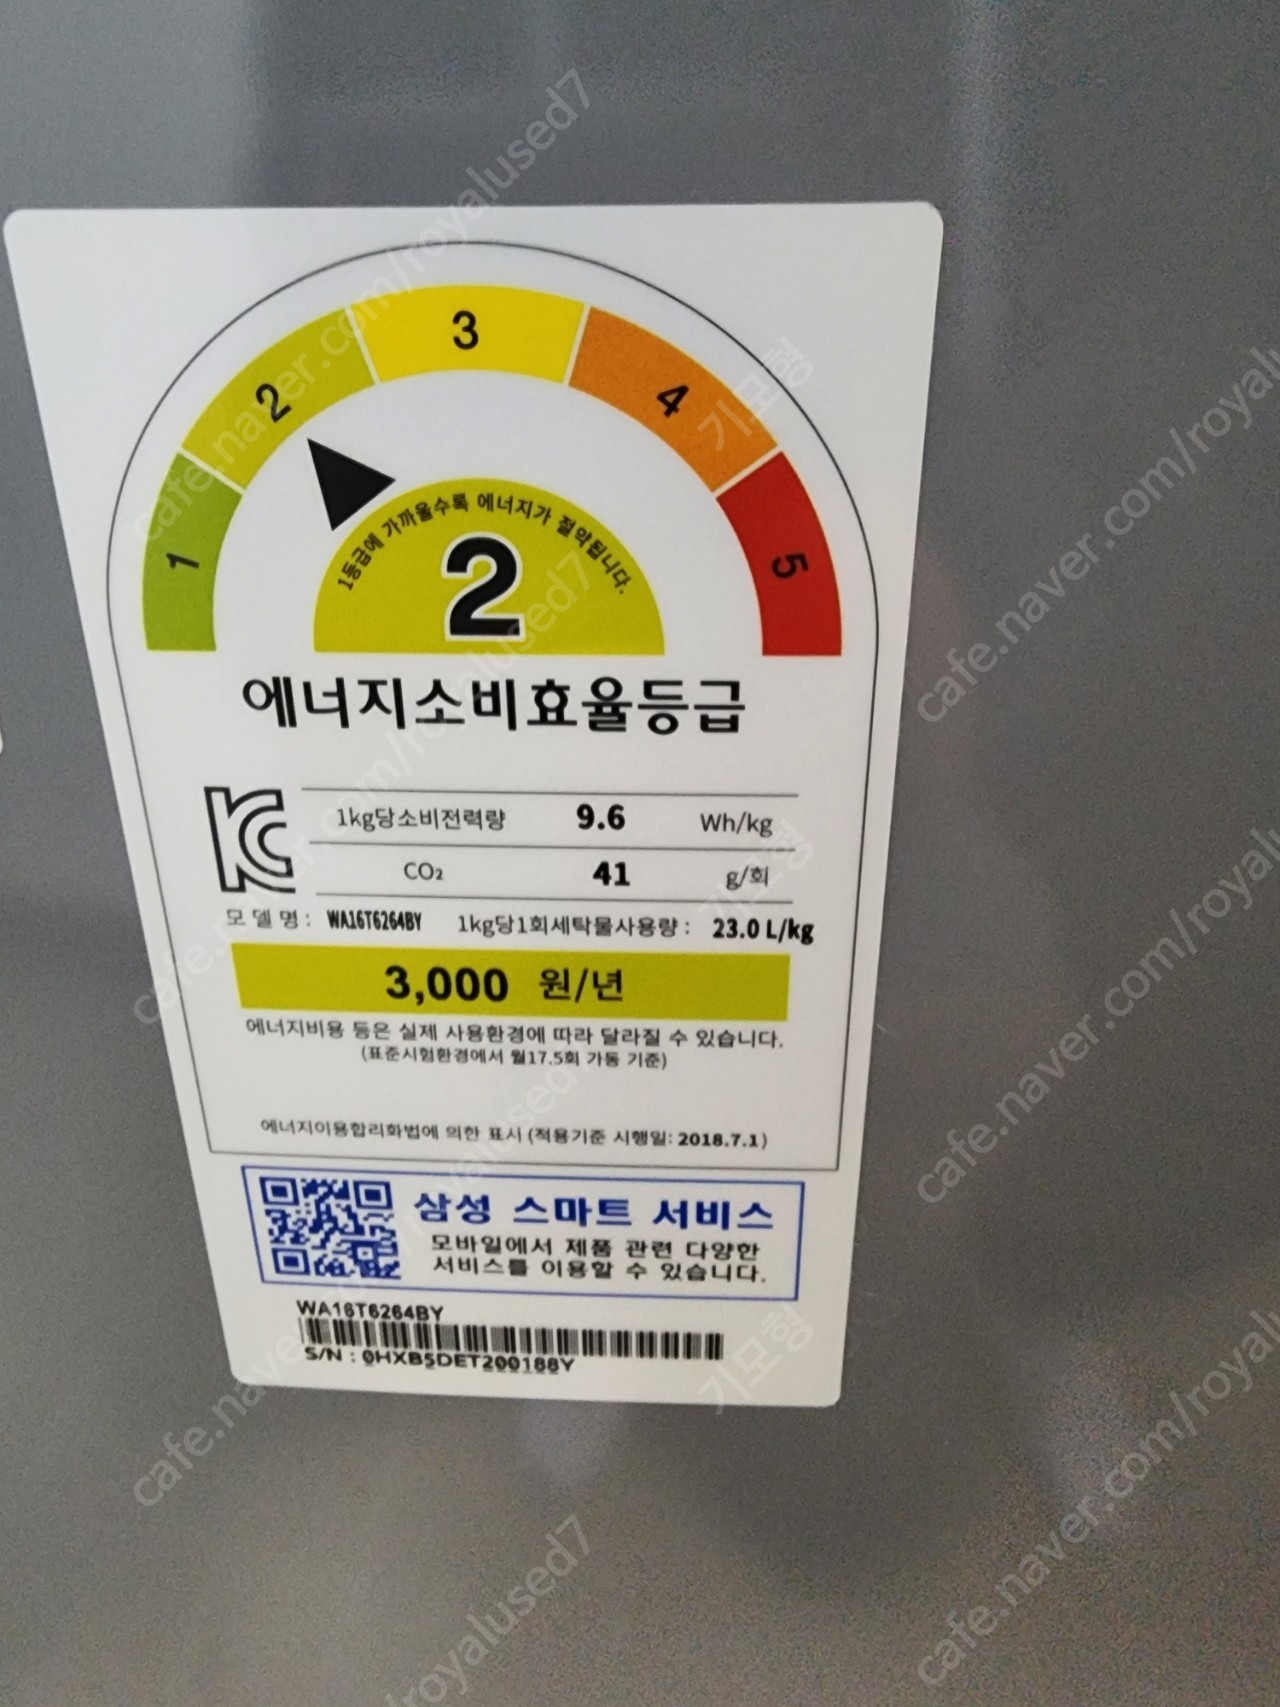 1
2
3
4
5
1등급에 가까울수록 에너지가 절약됩니다.
2
에너지소비효율등급
1kg당소비전력량 9.6 Wh/kg
CO₂ 41 g/회
모델명: WA16T6264BY 1kg당1회세탁물사용량: 23.0 L/kg
3,000 원/년
에너지비용 등은 실제 사용환경에 따라 달라질 수 있습니다.
(표준시험환경에서 월17.5회 가동 기준)
에너지이용합리화법에 의한 표시 (적용기준 시행일: 2018.7.1)
삼성 스마트 서비스
모바일에서 제품 관련 다양한
서비스를 이용할 수 있습니다.
WA16T6264BY
S/N : 0HXB5DET200188Y
cafe.naver.com/royalused7
기모형